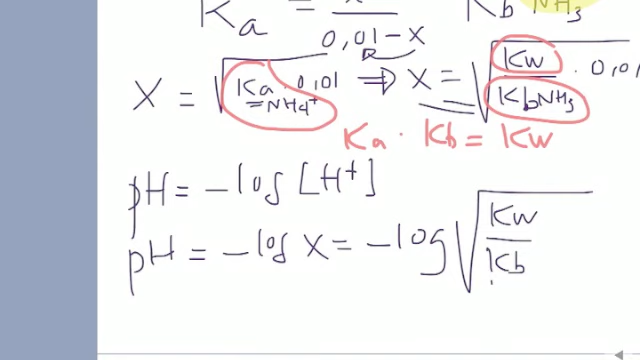 Ka = x² / 0,01-x Kb NH3
X = √(Ka NH4+ · 0,01) ⇒ X = √(Kw / KbNH3 · 0,01)
Ka · Kb = Kw
pH = -log [H+]
pH = -log X = -log √(Kw / Kb)